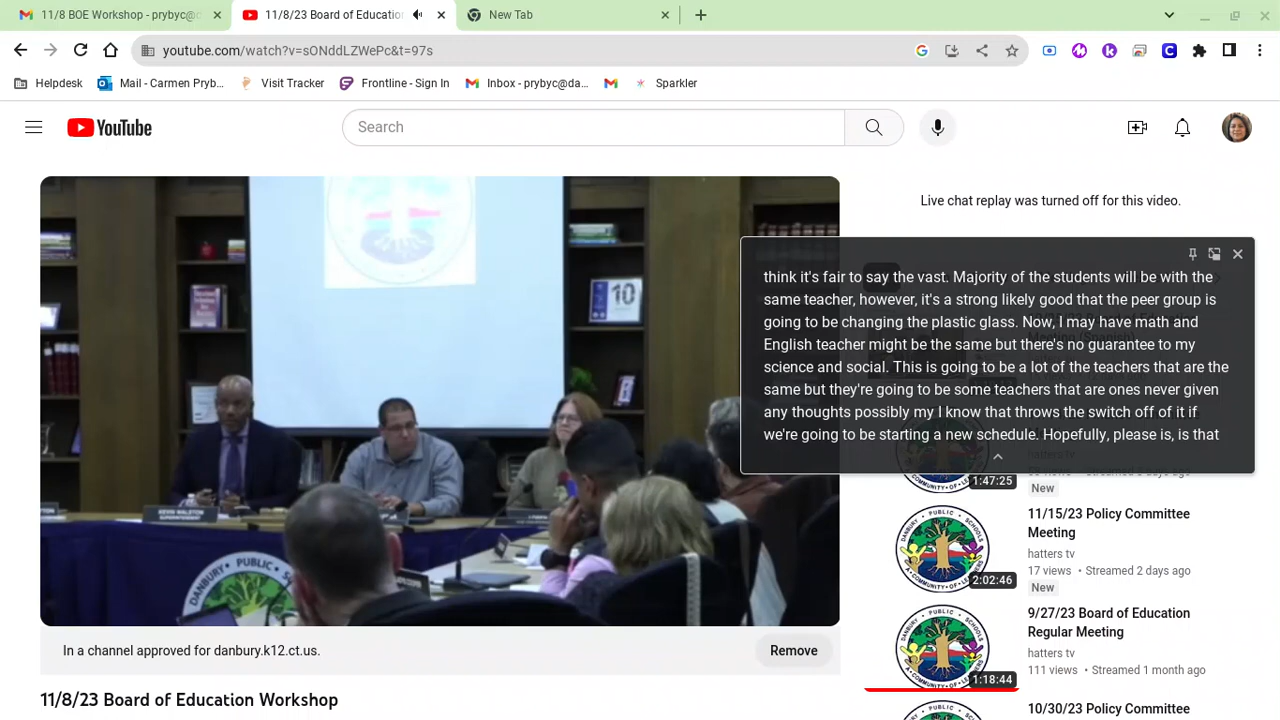 11/8 BOE Workshop - prybyc@d
11/8/23 Board of Education
New Tab
youtube.com/watch?v=sONddLZWePc&t=97s
Helpdesk
Mail - Carmen Pryb...
Visit Tracker
Frontline - Sign In
Inbox - prybyc@da...
Sparkler
YouTube
Search
Live chat replay was turned off for this video.
think it's fair to say the vast. Majority of the students will be with the
same teacher, however, it's a strong likely good that the peer group is
going to be changing the plastic glass. Now, I may have math and
English teacher might be the same but there's no guarantee to my
science and social. This is going to be a lot of the teachers that are the
same but they're going to be some teachers that are ones never given
any thoughts possibly my I know that throws the switch off of it if
we're going to be starting a new schedule. Hopefully, please is, is that
10
KEVIN WALSTON
SUPERINTENDENT
DANBURY PUBLIC
1:47:25
New
11/15/23 Policy Committee
Meeting
hatters tv
17 views • Streamed 2 days ago
New
2:02:46
9/27/23 Board of Education
Regular Meeting
hatters tv
111 views • Streamed 1 month ago
1:18:44
10/30/23 Policy Committee
In a channel approved for danbury.k12.ct.us.
Remove
11/8/23 Board of Education Workshop